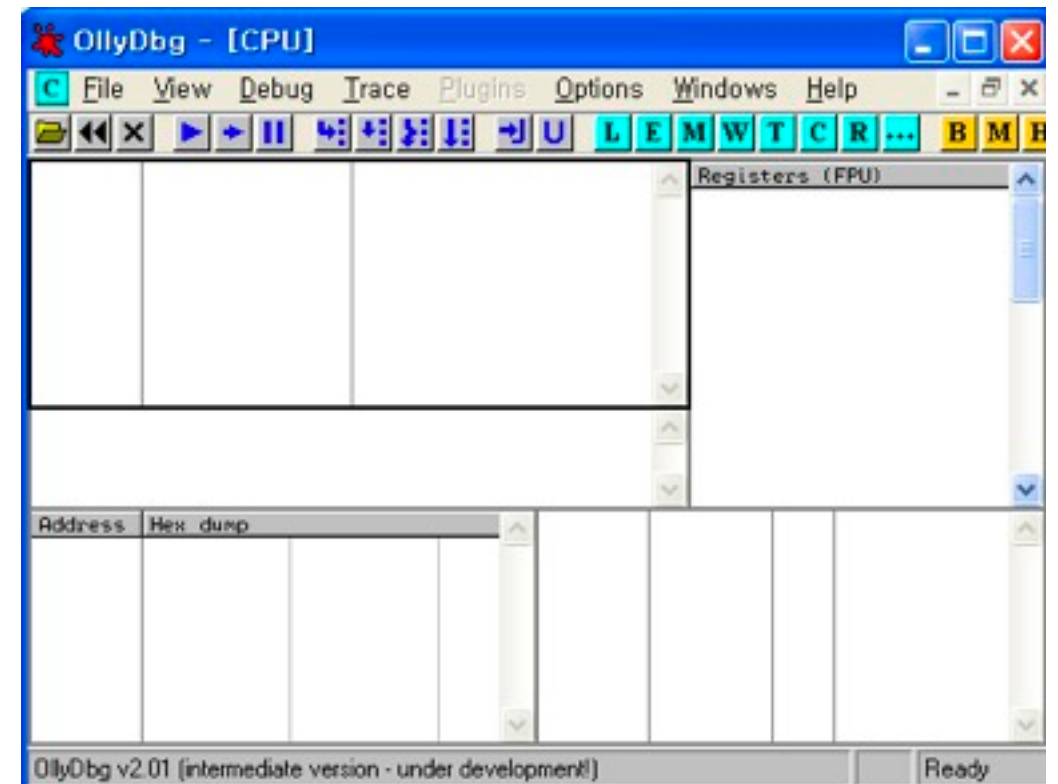 OllyDbg - [CPU]
C File View Debug Trace Plugins Options Windows Help
U L E M W T C R ... B M H
Registers (FPU)
Address Hex dump
OllyDbg v2.01 (intermediate version - under development!) Ready